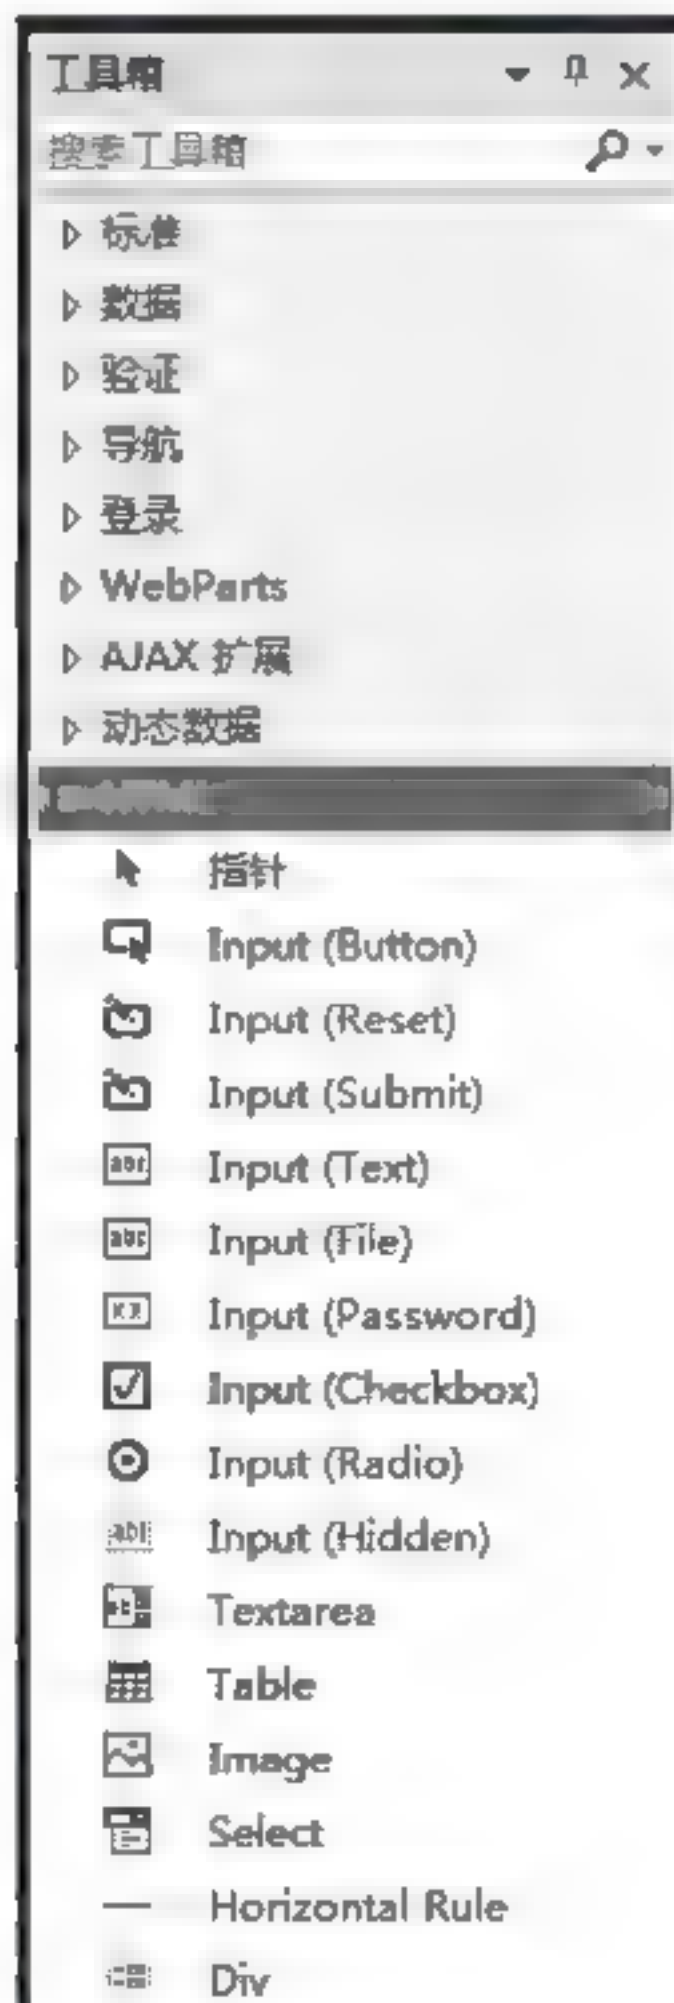 工具箱
搜索工具箱
标准
数据
验证
导航
登录
WebParts
AJAX 扩展
动态数据
指针
Input (Button)
Input (Reset)
Input (Submit)
Input (Text)
Input (File)
Input (Password)
Input (Checkbox)
Input (Radio)
Input (Hidden)
Textarea
Table
Image
Select
Horizontal Rule
Div